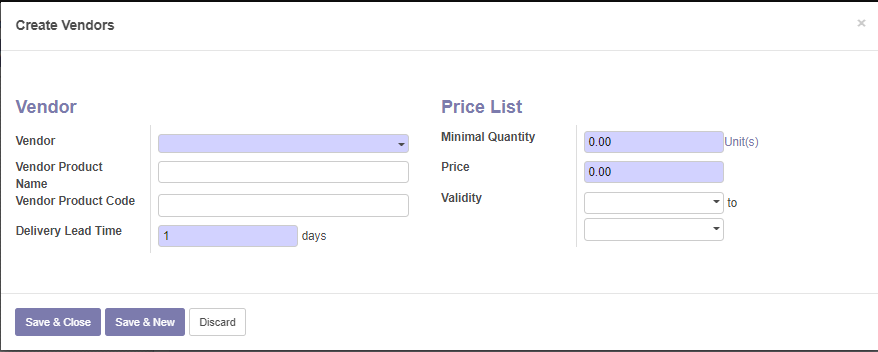 Create Vendors
×
Vendor
Vendor
Vendor Product
Name
Vendor Product Code
Delivery Lead Time
1
days
Price List
Minimal Quantity
0.00
Unit(s)
Price
0.00
Validity
to
Save & Close
Save & New
Discard